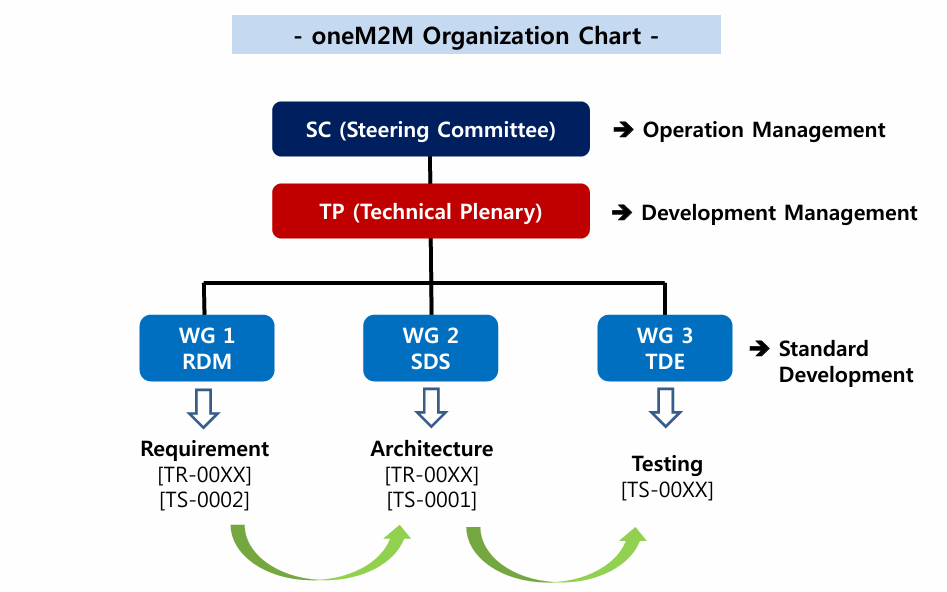 - oneM2M Organization Chart -
SC (Steering Committee)
➔ Operation Management
TP (Technical Plenary)
➔ Development Management
WG 1
RDM
WG 2
SDS
WG 3
TDE
➔ Standard
Development
Requirement
[TR-00XX]
[TS-0002]
Architecture
[TR-00XX]
[TS-0001]
Testing
[TS-00XX]